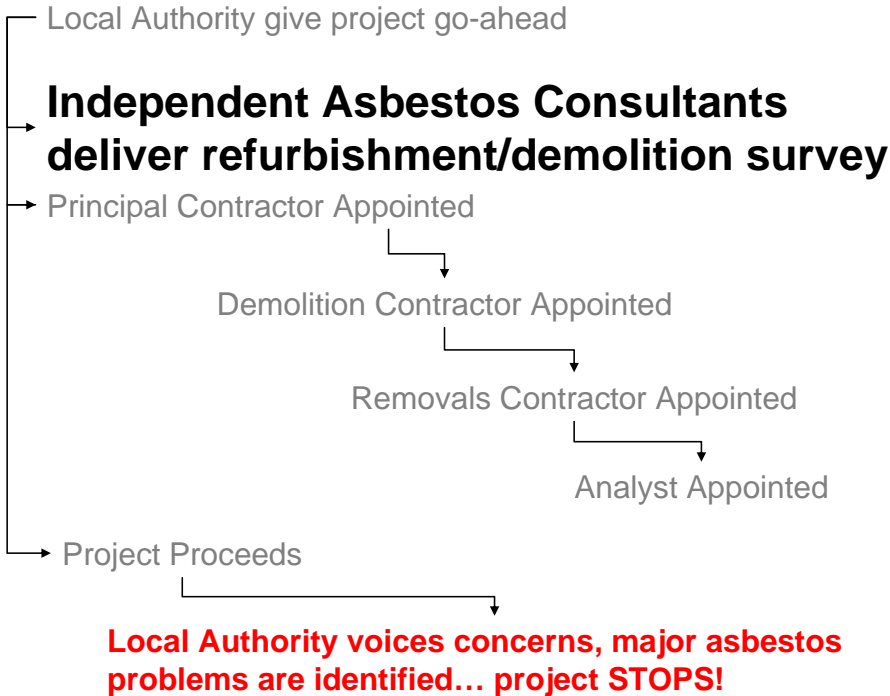 Local Authority give project go-ahead
Independent Asbestos Consultants
deliver refurbishment/demolition survey
Principal Contractor Appointed
Demolition Contractor Appointed
Removals Contractor Appointed
Analyst Appointed
Project Proceeds
Local Authority voices concerns, major asbestos
problems are identified… project STOPS!